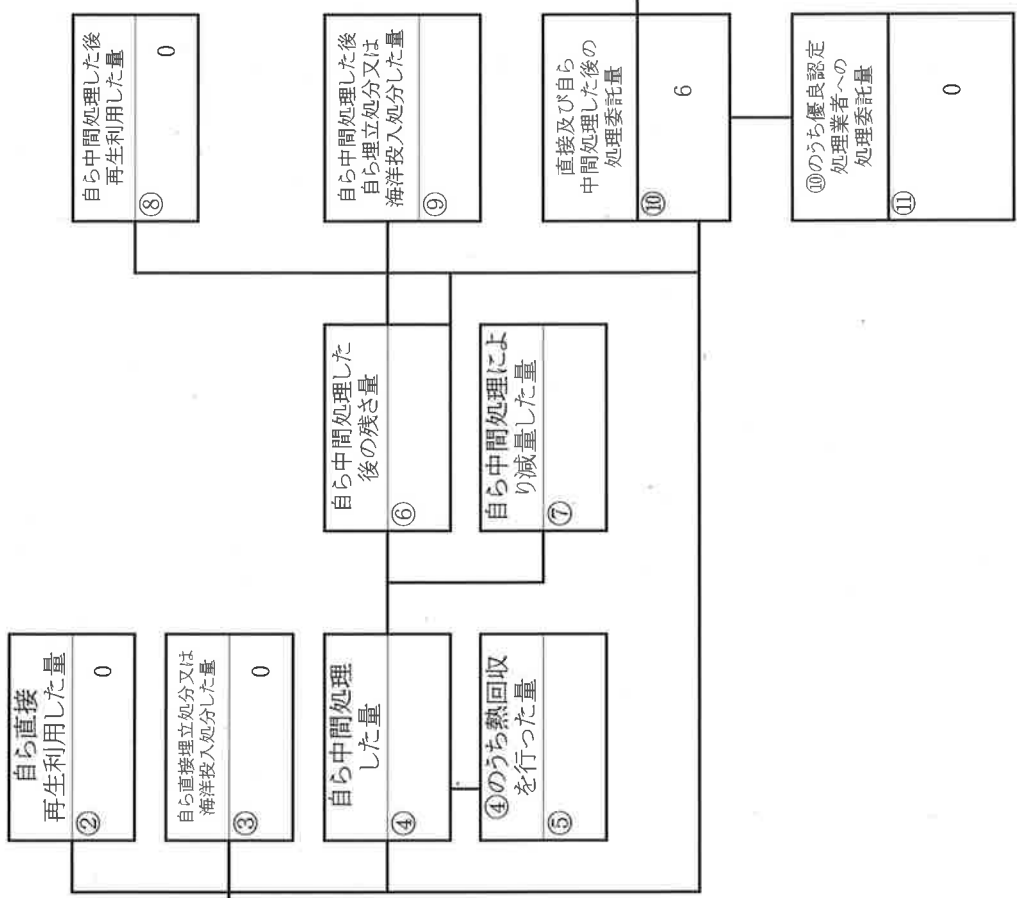 自ら直接
再生利用した量
② 0
自ら直接埋立処分又は
海洋投入処分した量
③ 0
自ら中間処理
した量
④
④のうち熱回収
を行った量
⑤
自ら中間処理した
後の残さ量
⑥
自ら中間処理によ
り減量した量
⑦
自ら中間処理した後
再生利用した量
⑧ 0
自ら中間処理した後
自ら埋立処分又は
海洋投入処分した量
⑨
直接及び自ら
中間処理した後の
処理委託量
⑩ 6
⑩のうち優良認定
処理業者への
処理委託量
⑪ 0